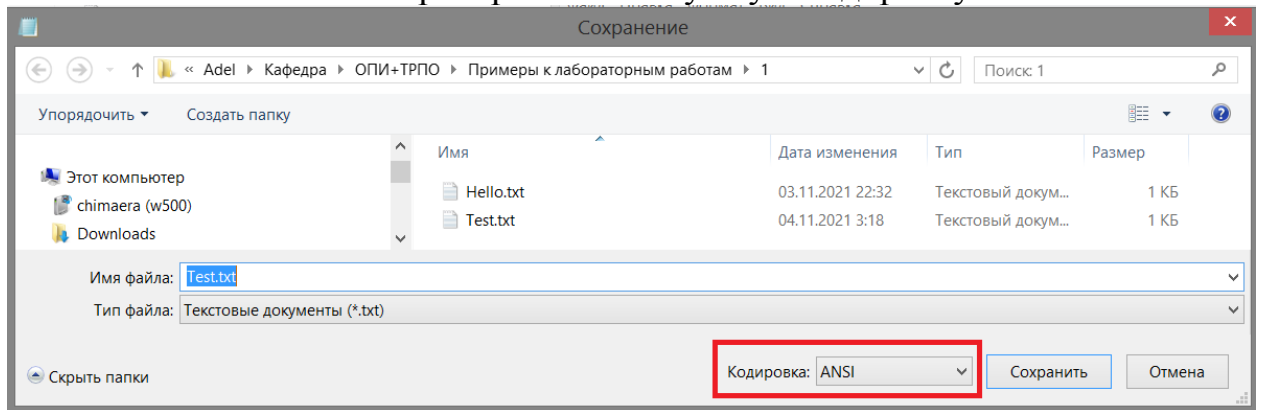 Сохранение
« Adel Кафедра ОПИ+ТРПО Примеры к лабораторным работам 1
Поиск: 1
Упорядочить Создать папку
Имя Дата изменения Тип Размер
Этот компьютер
chimaera (w500)
Downloads
Hello.txt 03.11.2021 22:32 Текстовый докум... 1 КБ
Test.txt 04.11.2021 3:18 Текстовый докум... 1 КБ
Имя файла: Test.txt
Тип файла: Текстовые документы (*.txt)
Скрыть папки
Кодировка: ANSI
Сохранить Отмена